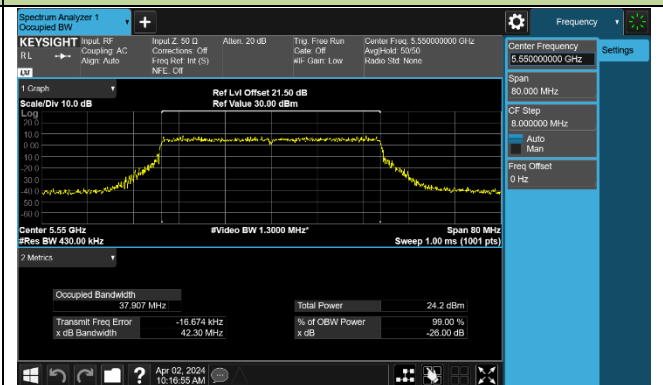 Spectrum Analyzer 1
Occupied BW
+
Frequency
KEYSIGHT
RL
LXI
Input: RF
Coupling: AC
Align: Auto
Input Z: 50 Ω
Corrections: Off
Freq Ref: Int (S)
NFE: Off
Atten: 20 dB
Trig: Free Run
Gate: Off
#IF Gain: Low
Center Freq: 5.550000000 GHz
Avg|Hold: 50/50
Radio Std: None
Center Frequency
5.550000000 GHz
Settings
Span
80.000 MHz
CF Step
8.000000 MHz
Auto
Man
Freq Offset
0 Hz
1 Graph
Scale/Div 10.0 dB
Ref Lvl Offset 21.50 dB
Ref Value 30.00 dBm
Log
20.0
10.0
0.00
-10.0
-20.0
-30.0
-40.0
-50.0
-60.0
Center 5.55 GHz
#Res BW 430.00 kHz
#Video BW 1.3000 MHz*
Span 80 MHz
Sweep 1.00 ms (1001 pts)
2 Metrics
Occupied Bandwidth
37.907 MHz
Total Power 24.2 dBm
Transmit Freq Error -16.674 kHz
% of OBW Power 99.00 %
x dB Bandwidth 42.30 MHz
x dB -26.00 dB
?
Apr 02, 2024
10:16:55 AM